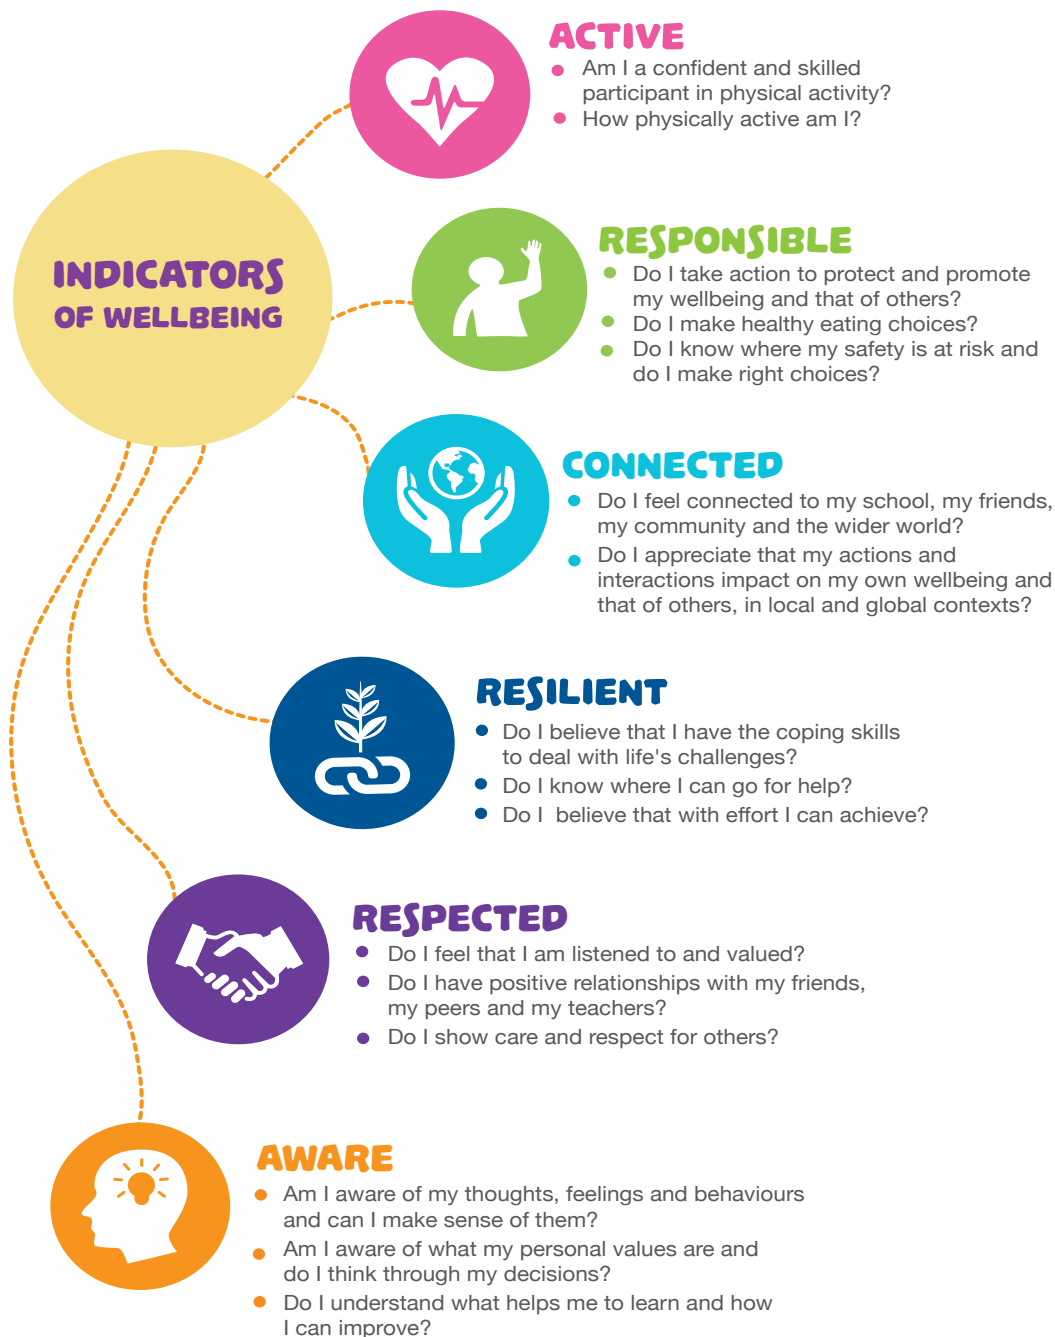 ACTIVE
Am I a confident and skilled
participant in physical activity?
How physically active am I?
INDICATORS
OF WELLBEING
RESPONSIBLE
Do I take action to protect and promote
my wellbeing and that of others?
Do I make healthy eating choices?
Do I know where my safety is at risk and
do I make right choices?
CONNECTED
Do I feel connected to my school, my friends,
my community and the wider world?
Do I appreciate that my actions and
interactions impact on my own wellbeing and
that of others, in local and global contexts?
RESILIENT
Do I believe that I have the coping skills
to deal with life's challenges?
Do I know where I can go for help?
Do I  believe that with effort I can achieve?
RESPECTED
Do I feel that I am listened to and valued?
Do I have positive relationships with my friends,
my peers and my teachers?
Do I show care and respect for others?
AWARE
Am I aware of my thoughts, feelings and behaviours
and can I make sense of them?
Am I aware of what my personal values are and
do I think through my decisions?
Do I understand what helps me to learn and how
I can improve?